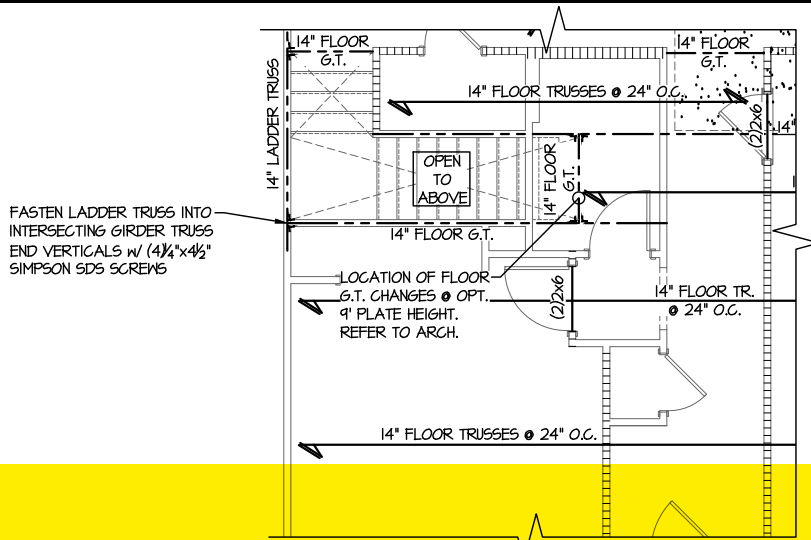 14" FLOOR
G.T.
14" FLOOR
G.T.
14" LADDER TRUSS
14" FLOOR TRUSSES @ 24" O.C.
(2)2x6
14"
OPEN
TO
ABOVE
14" FLOOR
G.T.
FASTEN LADDER TRUSS INTO
INTERSECTING GIRDER TRUSS
END VERTICALS W/ (4)¼"x4½"
SIMPSON SDS SCREWS
14" FLOOR G.T.
LOCATION OF FLOOR
G.T. CHANGES @ OPT.
9' PLATE HEIGHT.
REFER TO ARCH.
(2)2x6
14" FLOOR TR.
@ 24" O.C.
14" FLOOR TRUSSES @ 24" O.C.